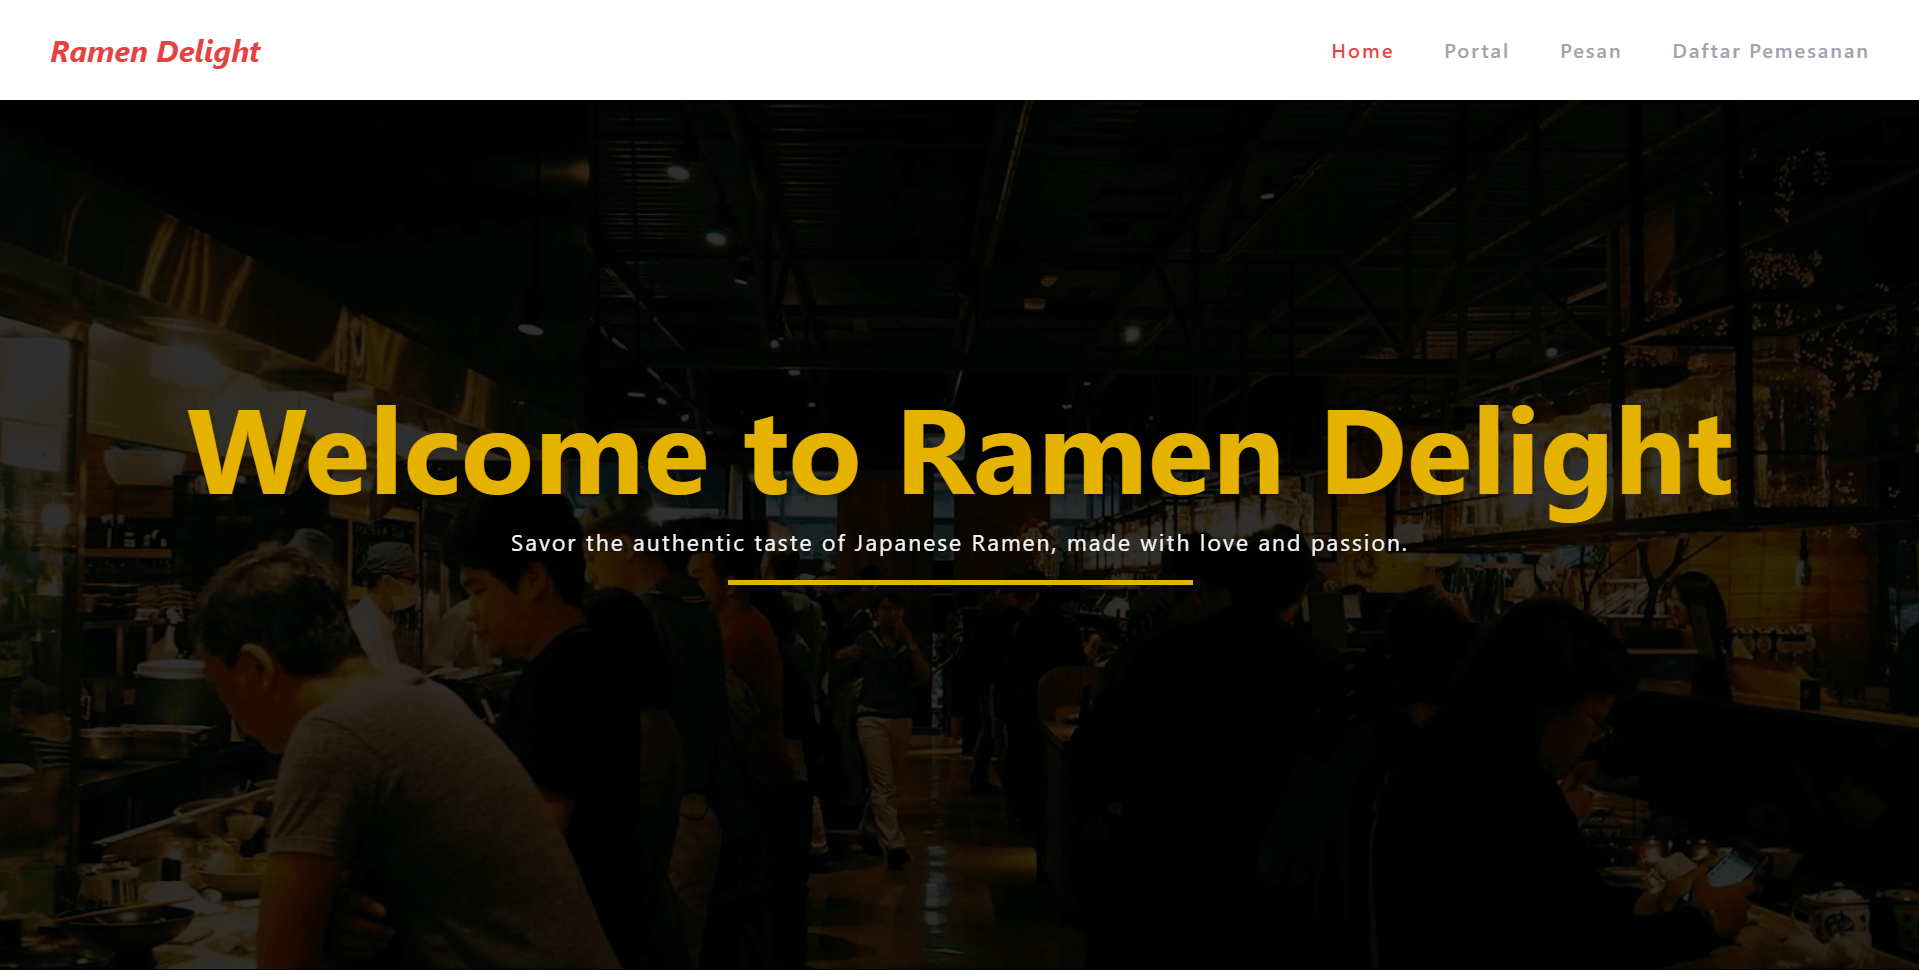 Ramen Delight
Home Portal Pesan Daftar Pemesanan
Welcome to Ramen Delight
Savor the authentic taste of Japanese Ramen, made with love and passion.